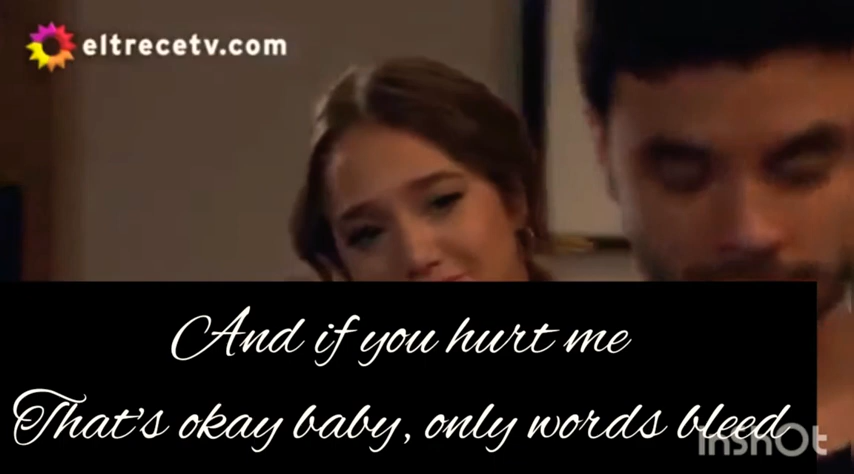 eltrecetv.com
And if you hurt me
That's okay baby, only words bleed
InShOt